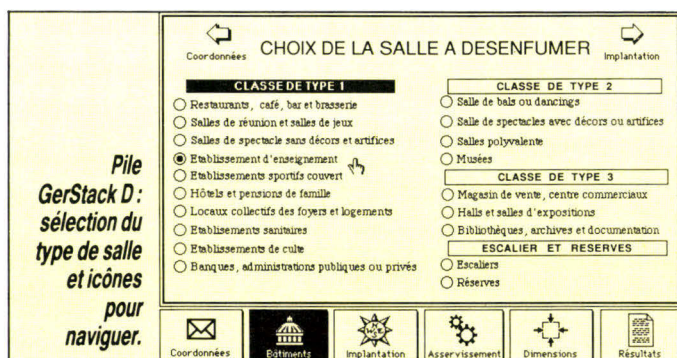 Pile
GerStack D :
sélection du
type de salle
et icônes
pour
naviguer.
Coordonnées
CHOIX DE LA SALLE A DESENFUMER
Implantation
CLASSE DE TYPE 1
Restaurants, café, bar et brasserie
Salles de réunion et salles de jeux
Salles de spectacle sans décors et artifices
Etablissement d'enseignement
Etablissements sportifs couvert
Hôtels et pensions de famille
Locaux collectifs des foyers et logements
Etablisements sanitaires
Etablissements de culte
Banques, administrations publiques ou privés
CLASSE DE TYPE 2
Salle de bals ou dancings
Salle de spectacles avec décors ou artifices
Salles polyvalente
Musées
CLASSE DE TYPE 3
Magasin de vente, centre commerciaux
Halls et salles d'expositions
Bibliothèques, archives et documentation
ESCALIER ET RESERVES
Escaliers
Réserves
Coordonnées
Bâtiments
Implantation
Asservissement
Dimensions
Résultats